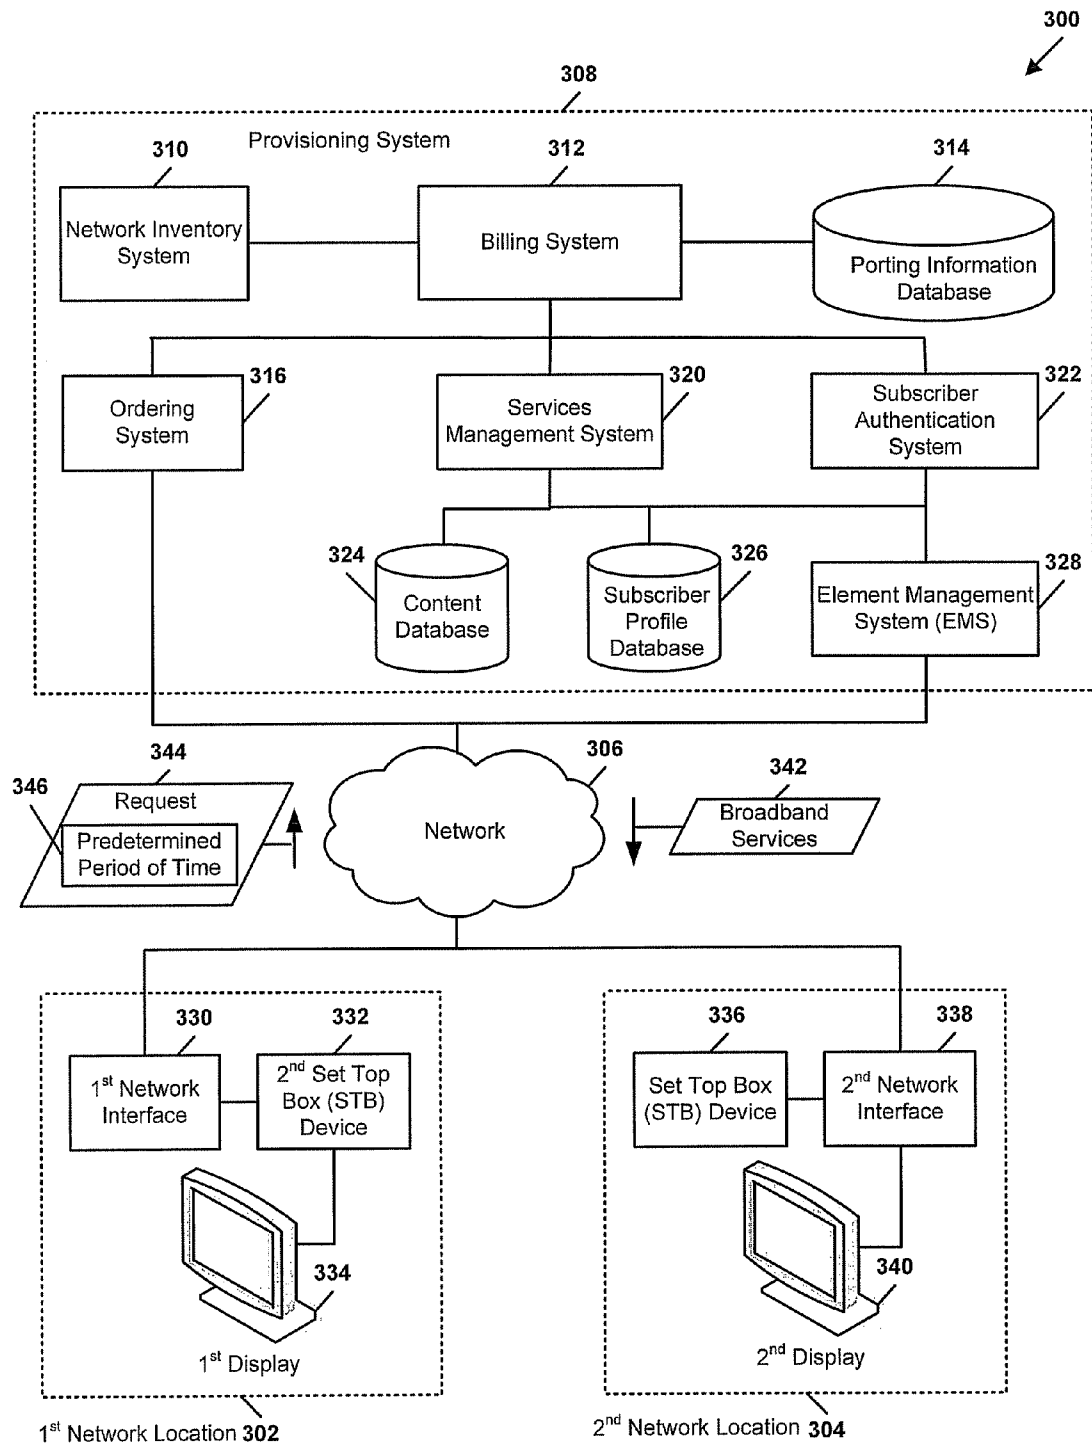 300
308
Provisioning System
310
312
314
Network Inventory
System
Billing System
Porting Information
Database
316
320
322
Ordering
System
Services
Management System
Subscriber
Authentication
System
324
326
328
Content
Database
Subscriber
Profile
Database
Element Management
System (EMS)
344
306
342
346
Request
Predetermined
Period of Time
Network
Broadband
Services
330
332
336
338
1st Network
Interface
2nd Set Top
Box (STB)
Device
Set Top Box
(STB) Device
2nd Network
Interface
334
340
1st Display
2nd Display
1st Network Location 302
2nd Network Location 304